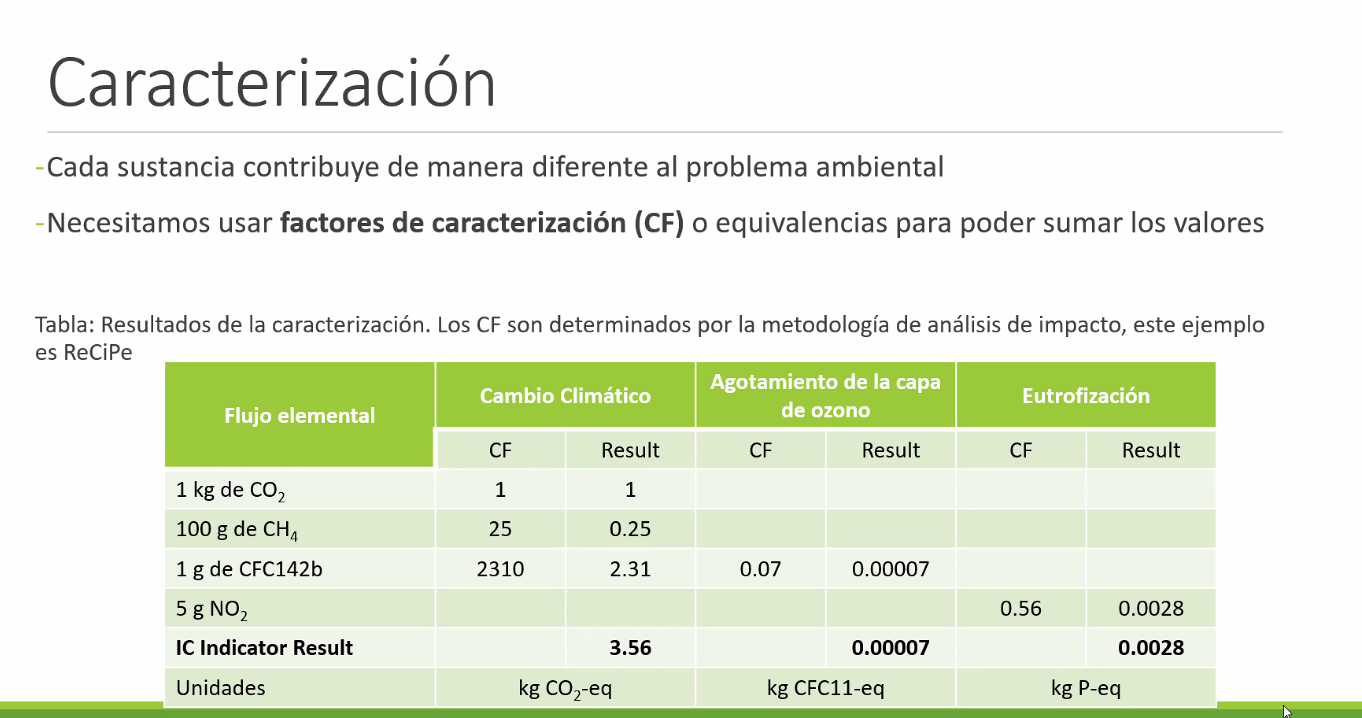 Caracterización
-Cada sustancia contribuye de manera diferente al problema ambiental
-Necesitamos usar factores de caracterización (CF) o equivalencias para poder sumar los valores
Tabla: Resultados de la caracterización. Los CF son determinados por la metodología de análisis de impacto, este ejemplo
es ReCiPe
Flujo elemental Cambio Climático Agotamiento de la capa de ozono Eutrofización
CF Result CF Result CF Result
1 kg de CO₂ 1 1
100 g de CH₄ 25 0.25
1 g de CFC142b 2310 2.31 0.07 0.00007
5 g NO₂ 0.56 0.0028
IC Indicator Result 3.56 0.00007 0.0028
Unidades kg CO₂-eq kg CFC11-eq kg P-eq